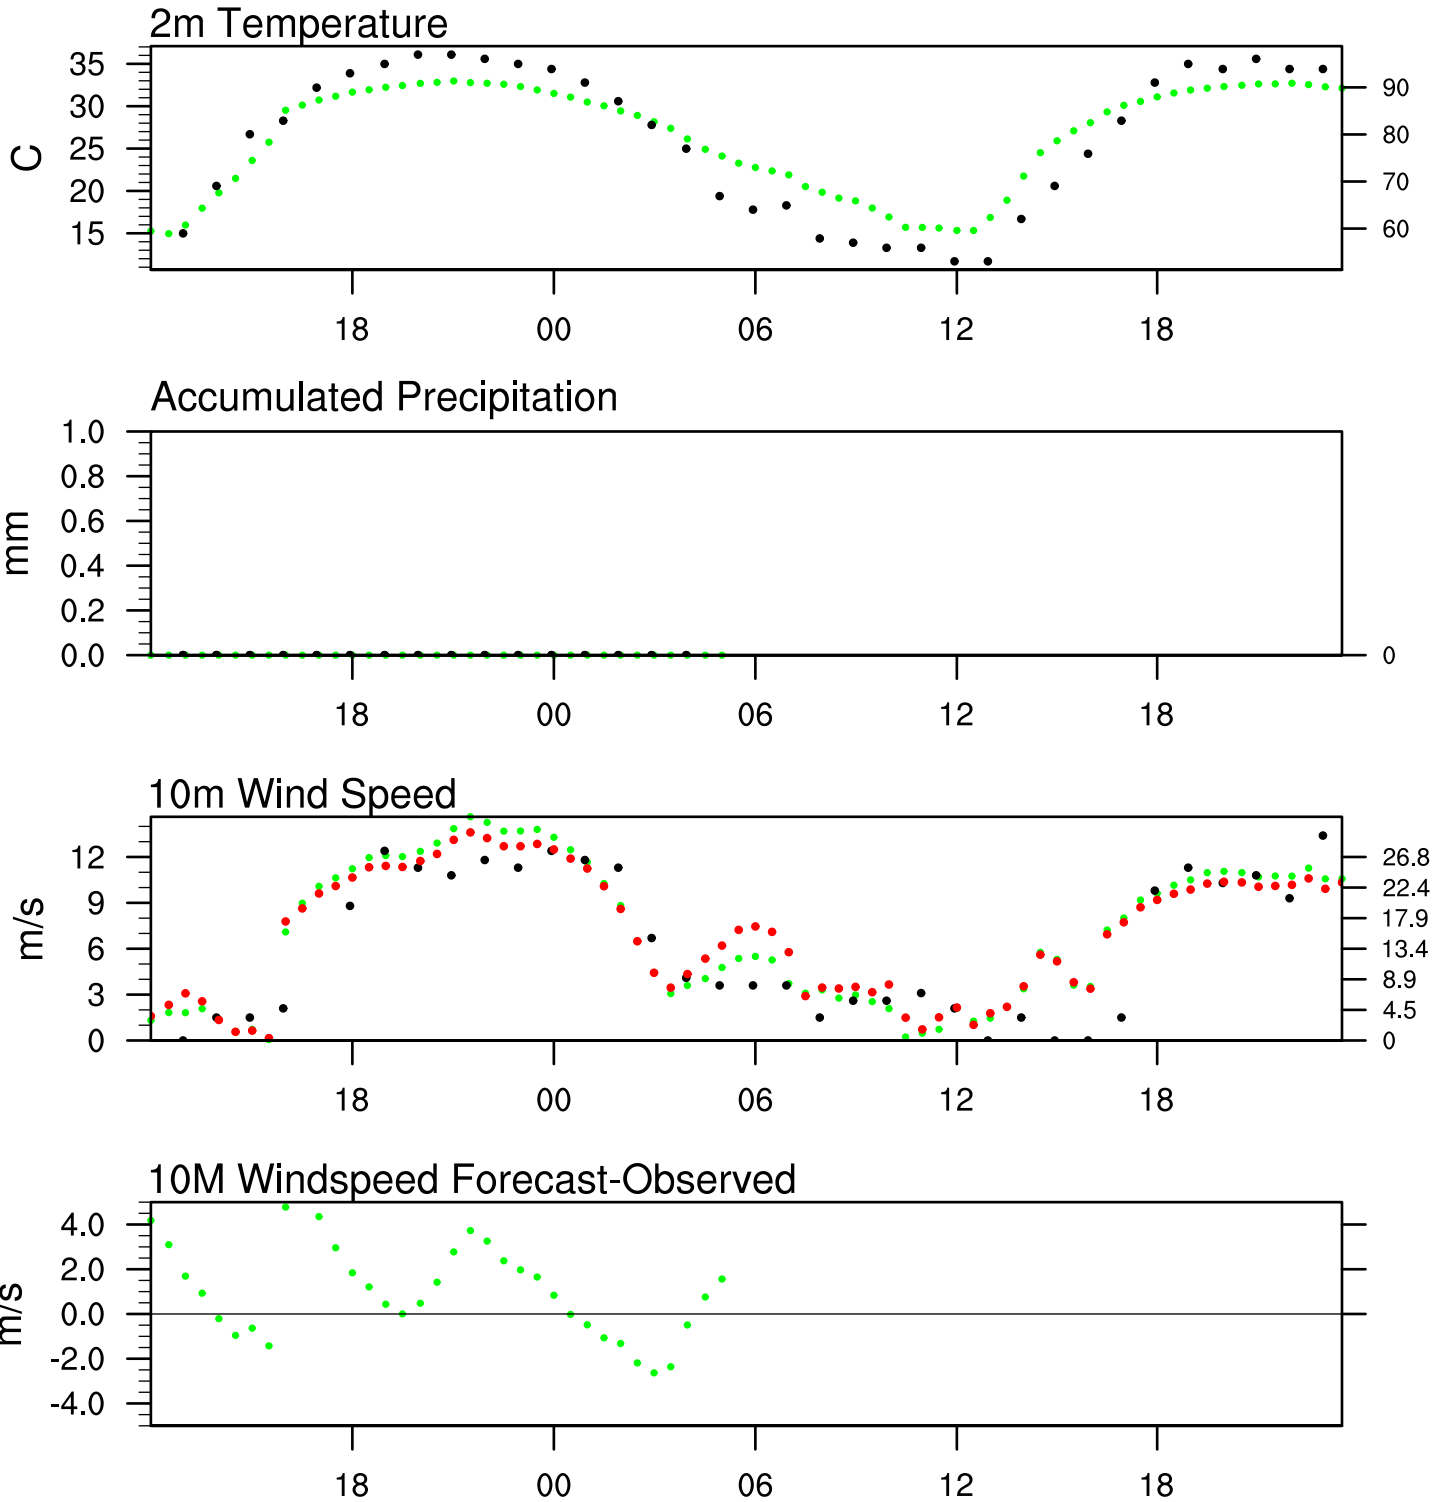 2m Temperature
35
30
25
20
15
C
90
80
70
60
18 00 06 12 18
Accumulated Precipitation
1.0
0.8
0.6
0.4
0.2
0.0
mm
0
18 00 06 12 18
10m Wind Speed
12
9
6
3
0
m/s
26.8
22.4
17.9
13.4
8.9
4.5
0
18 00 06 12 18
10M Windspeed Forecast-Observed
4.0
2.0
0.0
-2.0
-4.0
m/s
18 00 06 12 18